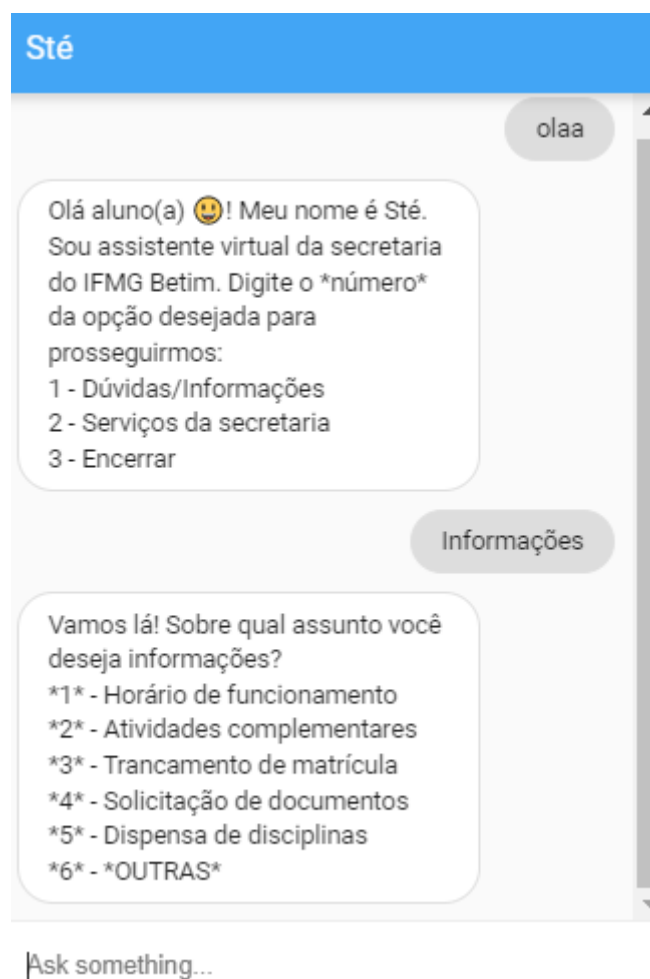 Sté
olaa
Olá aluno(a) 😃! Meu nome é Sté.
Sou assistente virtual da secretaria
do IFMG Betim. Digite o *número*
da opção desejada para
prosseguirmos:
1 - Dúvidas/Informações
2 - Serviços da secretaria
3 - Encerrar
Informações
Vamos lá! Sobre qual assunto você
deseja informações?
*1* - Horário de funcionamento
*2* - Atividades complementares
*3* - Trancamento de matrícula
*4* - Solicitação de documentos
*5* - Dispensa de disciplinas
*6* - *OUTRAS*
Ask something...